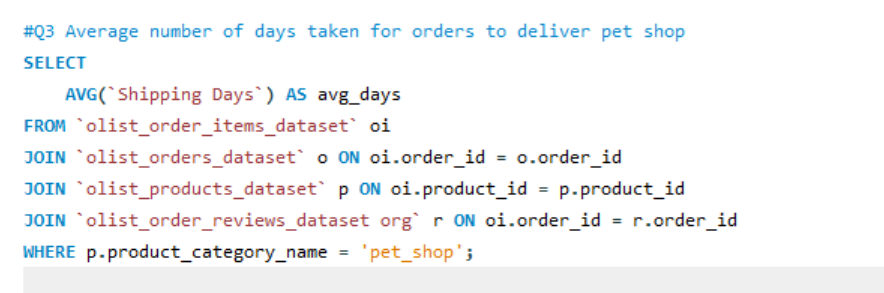 #Q3 Average number of days taken for orders to deliver pet shop
SELECT
AVG(`Shipping Days`) AS avg_days
FROM `olist_order_items_dataset` oi
JOIN `olist_orders_dataset` o ON oi.order_id = o.order_id
JOIN `olist_products_dataset` p ON oi.product_id = p.product_id
JOIN `olist_order_reviews_dataset org` r ON oi.order_id = r.order_id
WHERE p.product_category_name = 'pet_shop';